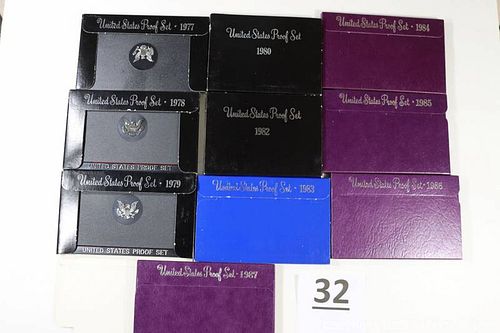 United States Proof Set · 1977
United States Proof Set
1980
United States Proof Set · 1984
United States Proof Set · 1978
UNITED STATES PROOF SET
United States Proof Set
1982
United States Proof Set · 1985
United States Proof Set · 1979
UNITED STATES PROOF SET
United States Proof Set · 1983
United States Proof Set · 1986
United States Proof Set · 1987
32